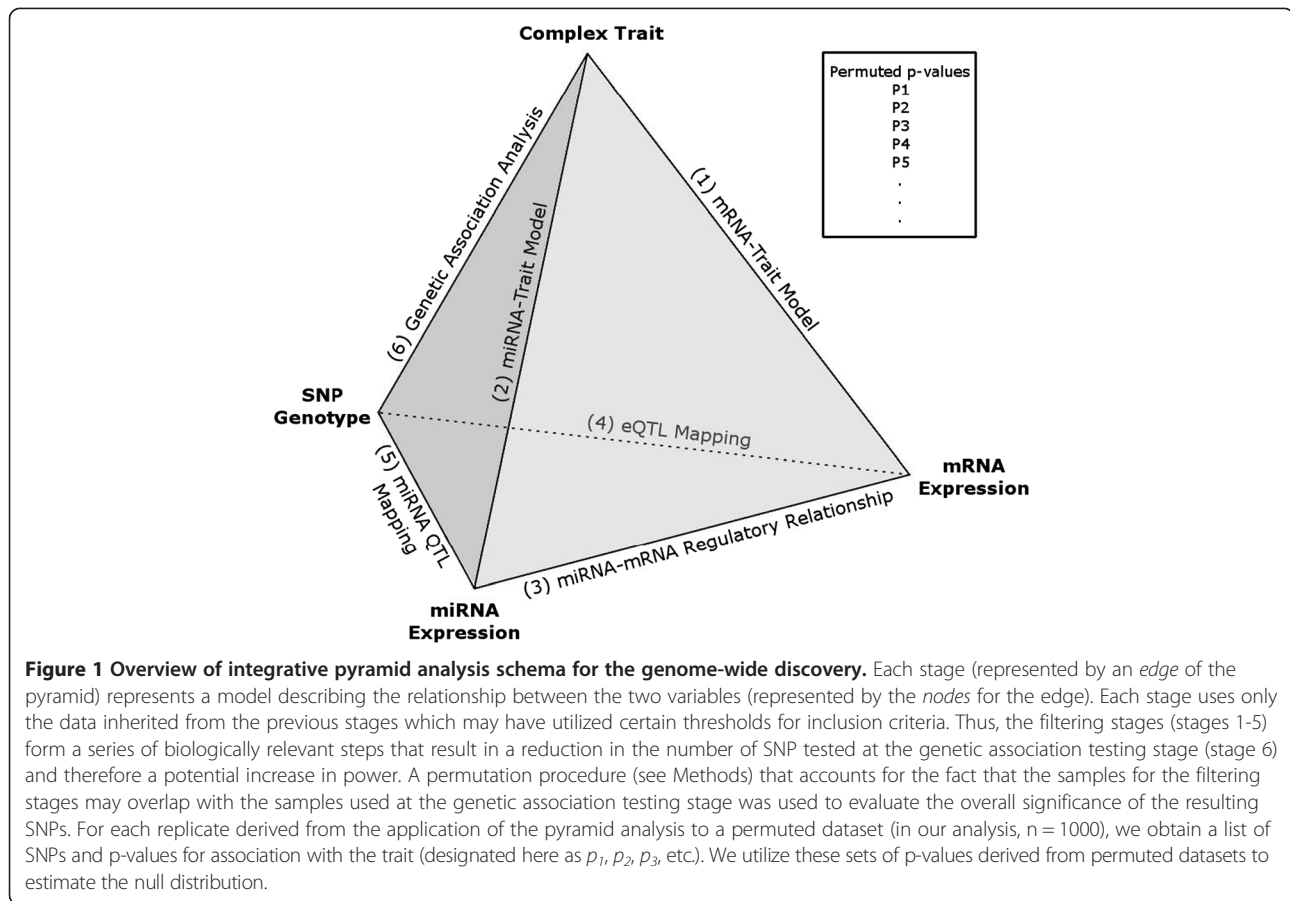 Complex Trait
Permuted p-values
P1
P2
P3
P4
P5
.
.
.
(6) Genetic Association Analysis
(2) miRNA-Trait Model
(1) mRNA-Trait Model
SNP
Genotype
(4) eQTL Mapping
mRNA
Expression
(5) miRNA QTL
Mapping
(3) miRNA-mRNA Regulatory Relationship
miRNA
Expression
Figure 1 Overview of integrative pyramid analysis schema for the genome-wide discovery. Each stage (represented by an edge of the
pyramid) represents a model describing the relationship between the two variables (represented by the nodes for the edge). Each stage uses only
the data inherited from the previous stages which may have utilized certain thresholds for inclusion criteria. Thus, the filtering stages (stages 1-5)
form a series of biologically relevant steps that result in a reduction in the number of SNP tested at the genetic association testing stage (stage 6)
and therefore a potential increase in power. A permutation procedure (see Methods) that accounts for the fact that the samples for the filtering
stages may overlap with the samples used at the genetic association testing stage was used to evaluate the overall significance of the resulting
SNPs. For each replicate derived from the application of the pyramid analysis to a permuted dataset (in our analysis, n = 1000), we obtain a list of
SNPs and p-values for association with the trait (designated here as p₁, p₂, p₃, etc.). We utilize these sets of p-values derived from permuted datasets to
estimate the null distribution.